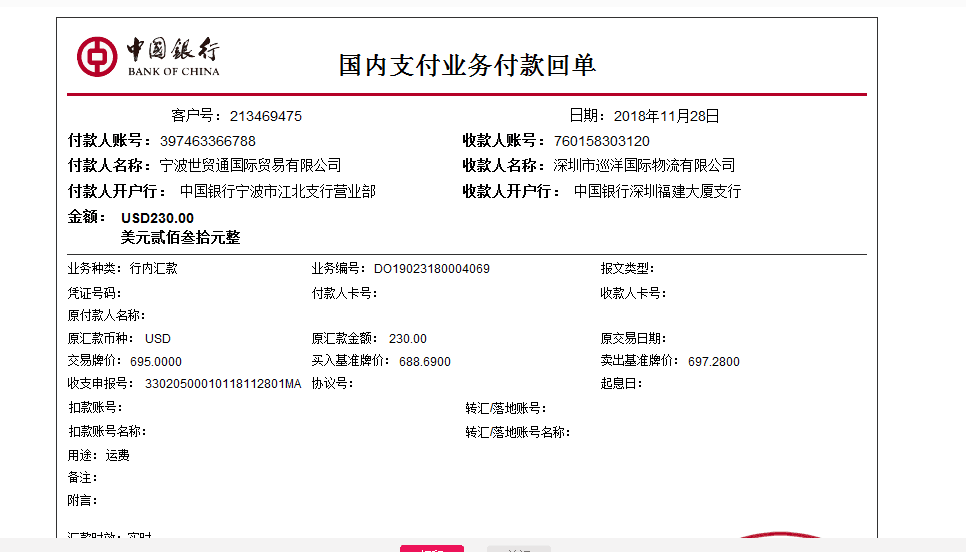 中国银行
BANK OF CHINA
国内支付业务付款回单
客户号：213469475 日期：2018年11月28日
付款人账号：397463366788 收款人账号：760158303120
付款人名称：宁波世贸通国际贸易有限公司 收款人名称：深圳市巡洋国际物流有限公司
付款人开户行： 中国银行宁波市江北支行营业部 收款人开户行： 中国银行深圳福建大厦支行
金额： USD230.00
美元贰佰叁拾元整
业务种类：行内汇款 业务编号：DO19023180004069 报文类型：
凭证号码： 付款人卡号： 收款人卡号：
原付款人名称：
原汇款币种： USD 原汇款金额： 230.00 原交易日期：
交易牌价：695.0000 买入基准牌价：688.6900 卖出基准牌价：697.2800
收支申报号： 33020500010118112801MA 协议号： 起息日：
扣款账号： 转汇/落地账号：
扣款账号名称： 转汇/落地账号名称：
用途：运费
备注：
附言：
汇款时效：实时